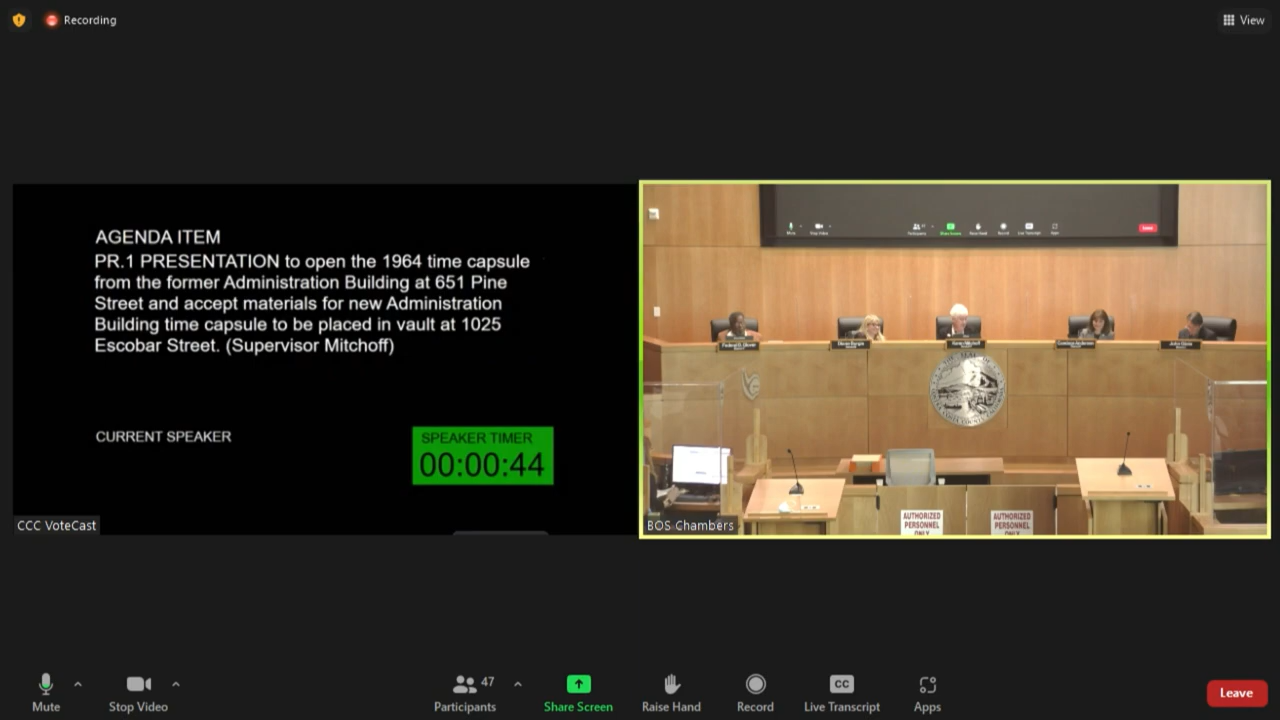 Recording
View
AGENDA ITEM
PR.1 PRESENTATION to open the 1964 time capsule
from the former Administration Building at 651 Pine
Street and accept materials for new Administration
Building time capsule to be placed in vault at 1025
Escobar Street. (Supervisor Mitchoff)
CURRENT SPEAKER
SPEAKER TIMER
00:00:44
CCC VoteCast
AUTHORIZED
PERSONNEL
ONLY
AUTHORIZED
PERSONNEL
ONLY
BOS Chambers
Mute
Stop Video
47
Participants
Share Screen
Raise Hand
Record
CC
Live Transcript
Apps
Leave